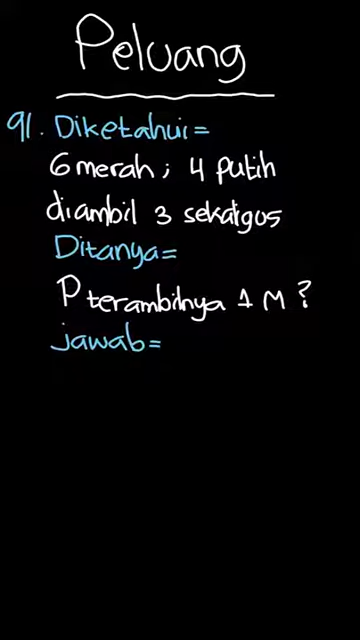 Peluang
91. Diketahui=
6 merah; 4 putih
diambil 3 sekaligus
Ditanya=
P terambilnya 1 M?
jawab=